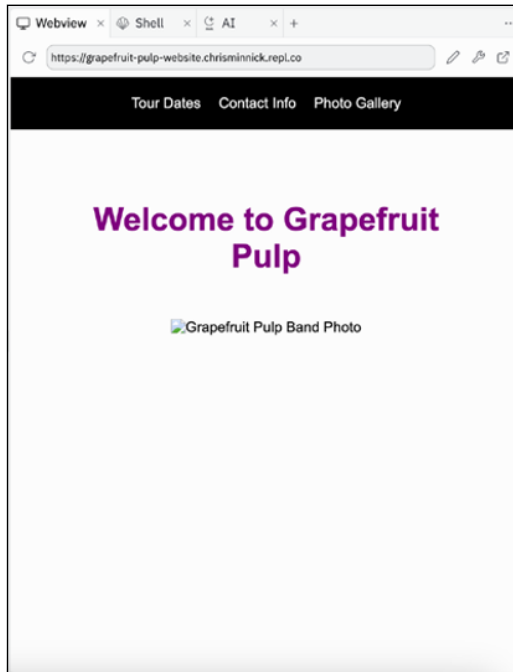 Webview Shell AI
https://grapefruit-pulp-website.chrisminnick.repl.co
Tour Dates Contact Info Photo Gallery
Welcome to Grapefruit
Pulp
Grapefruit Pulp Band Photo